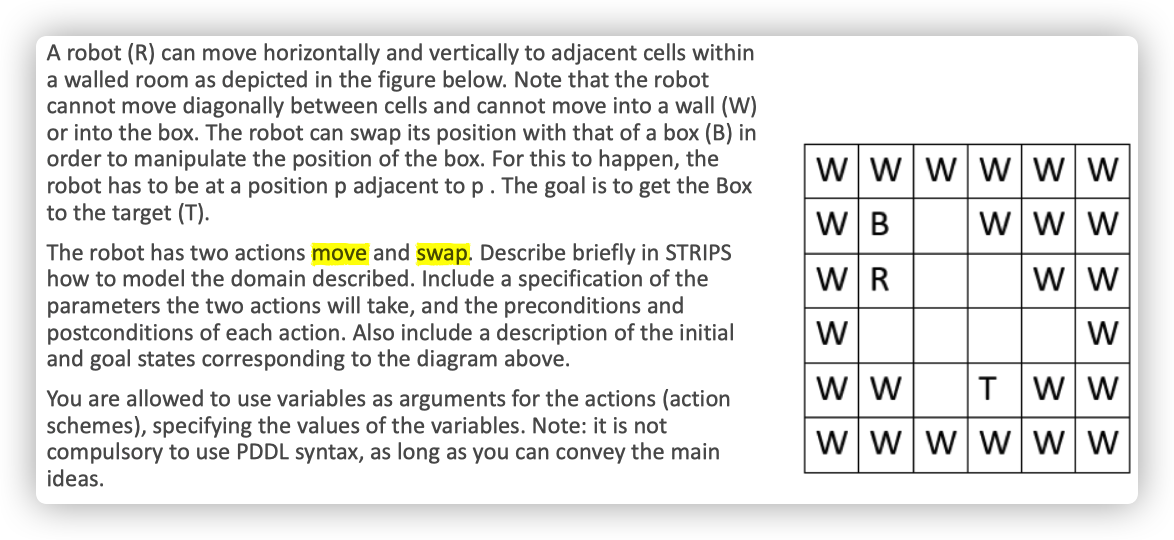 A robot (R) can move horizontally and vertically to adjacent cells within
a walled room as depicted in the figure below. Note that the robot
cannot move diagonally between cells and cannot move into a wall (W)
or into the box. The robot can swap its position with that of a box (B) in
order to manipulate the position of the box. For this to happen, the
robot has to be at a position p adjacent to p . The goal is to get the Box
to the target (T).
The robot has two actions move and swap. Describe briefly in STRIPS
how to model the domain described. Include a specification of the
parameters the two actions will take, and the preconditions and
postconditions of each action. Also include a description of the initial
and goal states corresponding to the diagram above.
You are allowed to use variables as arguments for the actions (action
schemes), specifying the values of the variables. Note: it is not
compulsory to use PDDL syntax, as long as you can convey the main
ideas.
W W W W W W
W B W W W
W R W W
W W
W W T W W
W W W W W W